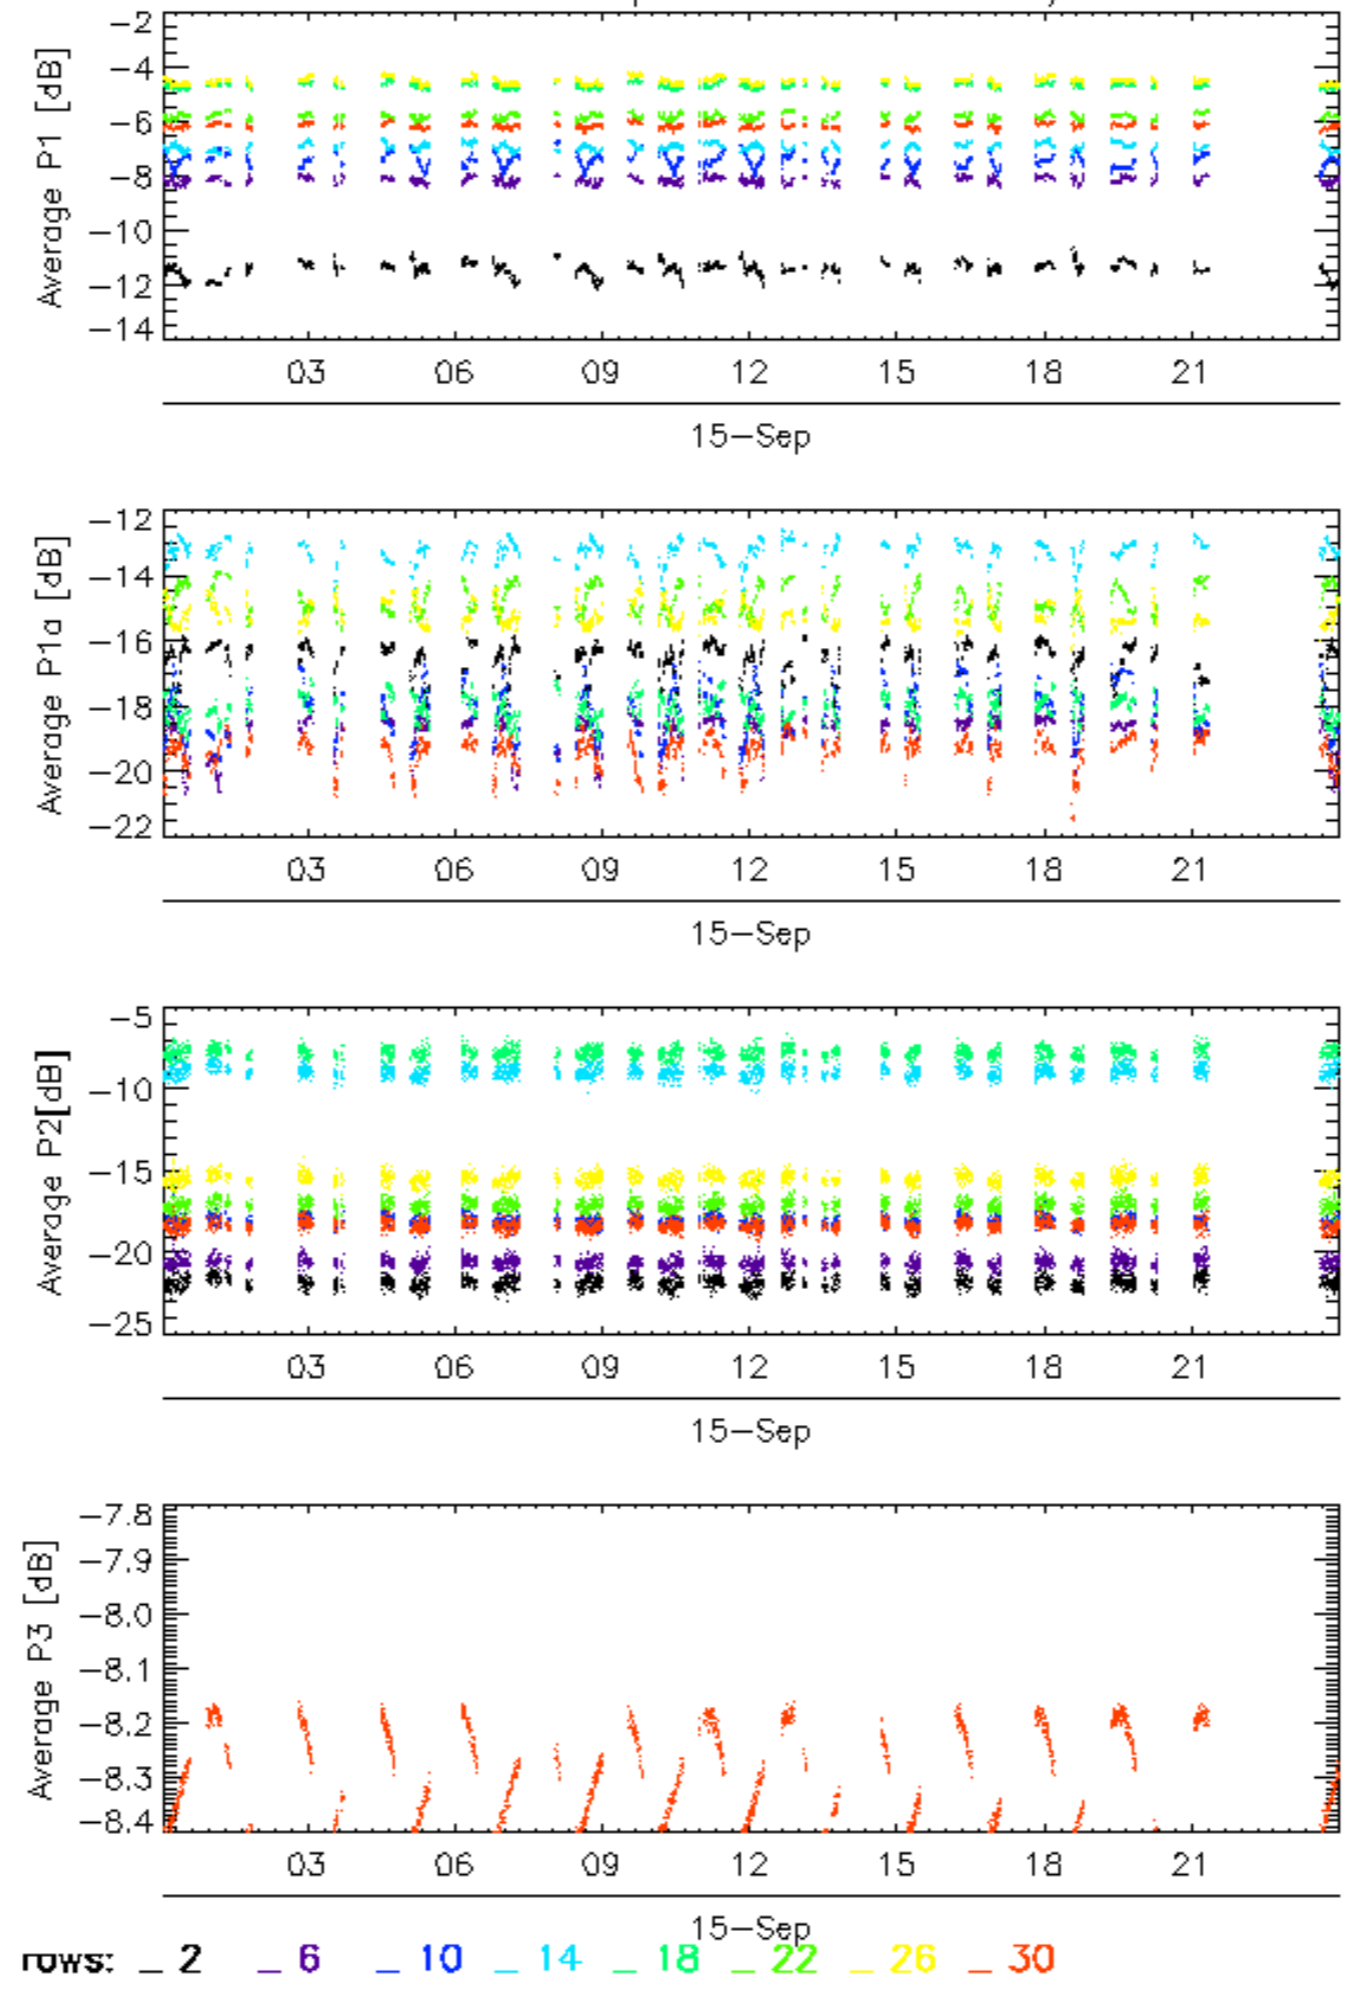 Average P1 [dB]
−2
−4
−6
−8
−10
−12
−14
03 06 09 12 15 18 21
15−Sep
Average P1a [dB]
−12
−14
−16
−18
−20
−22
03 06 09 12 15 18 21
15−Sep
Average P2[dB]
−5
−10
−15
−20
−25
03 06 09 12 15 18 21
15−Sep
Average P3 [dB]
−7.8
−7.9
−8.0
−8.1
−8.2
−8.3
−8.4
03 06 09 12 15 18 21
15−Sep
rows: _ 2 _ 6 _ 10 _ 14 _ 18 _ 22 _ 26 _ 30